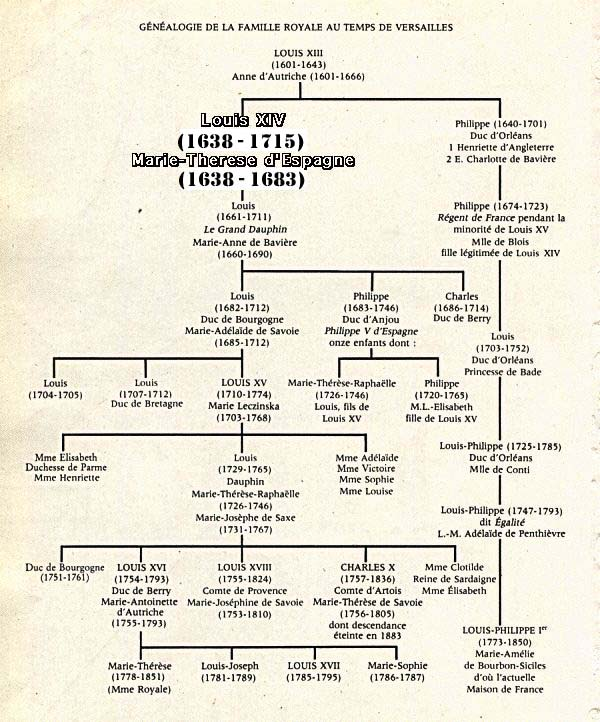 GÉNÉALOGIE DE LA FAMILLE ROYALE AU TEMPS DE VERSAILLES
LOUIS XIII
(1601-1643)
Anne d'Autriche (1601-1666)
Louis XIV
(1638-1715)
Marie-Therese d'Espagne
(1638-1683)
Philippe (1640-1701)
Duc d'Orléans
1 Henriette d'Angleterre
2 E. Charlotte de Bavière
Louis
(1661-1711)
Le Grand Dauphin
Marie-Anne de Bavière
(1660-1690)
Philippe (1674-1723)
Régent de France pendant la
minorité de Louis XV
Mlle de Blois
fille légitimée de Louis XIV
Louis
(1682-1712)
Duc de Bourgogne
Marie-Adélaïde de Savoie
(1685-1712)
Philippe
(1683-1746)
Duc d'Anjou
Philippe V d'Espagne
onze enfants dont :
Charles
(1686-1714)
Duc de Berry
Louis
(1703-1752)
Duc d'Orléans
Princesse de Bade
Louis
(1704-1705)
Louis
(1707-1712)
Duc de Bretagne
LOUIS XV
(1710-1774)
Marie Leczinska
(1703-1768)
Marie-Thérèse-Raphaëlle
(1726-1746)
Louis, fils de
Louis XV
Philippe
(1720-1765)
M.L.-Elisabeth
fille de Louis XV
Mme Elisabeth
Duchesse de Parme
Mme Henriette
Louis
(1729-1765)
Dauphin
Marie-Thérèse-Raphaëlle
(1726-1746)
Marie-Josèphe de Saxe
(1731-1767)
Mme Adélaïde
Mme Victoire
Mme Sophie
Mme Louise
Louis-Philippe (1725-1785)
Duc d'Orléans
Mlle de Conti
Louis-Philippe (1747-1793)
dit Égalité
L.-M. Adélaïde de Penthièvre
Duc de Bourgogne
(1751-1761)
LOUIS XVI
(1754-1793)
Duc de Berry
Marie-Antoinette
d'Autriche
(1755-1793)
LOUIS XVIII
(1755-1824)
Comte de Provence
Marie-Joséphine de Savoie
(1753-1810)
CHARLES X
(1757-1836)
Comte d'Artois
Marie-Thérèse de Savoie
(1756-1805)
dont descendance
éteinte en 1883
Mme Clotilde
Reine de Sardaigne
Mme Élisabeth
LOUIS-PHILIPPE Ier
(1773-1850)
Marie-Amélie
de Bourbon-Siciles
d'où l'actuelle
Maison de France
Marie-Thérèse
(1778-1851)
(Mme Royale)
Louis-Joseph
(1781-1789)
LOUIS XVII
(1785-1795)
Marie-Sophie
(1786-1787)